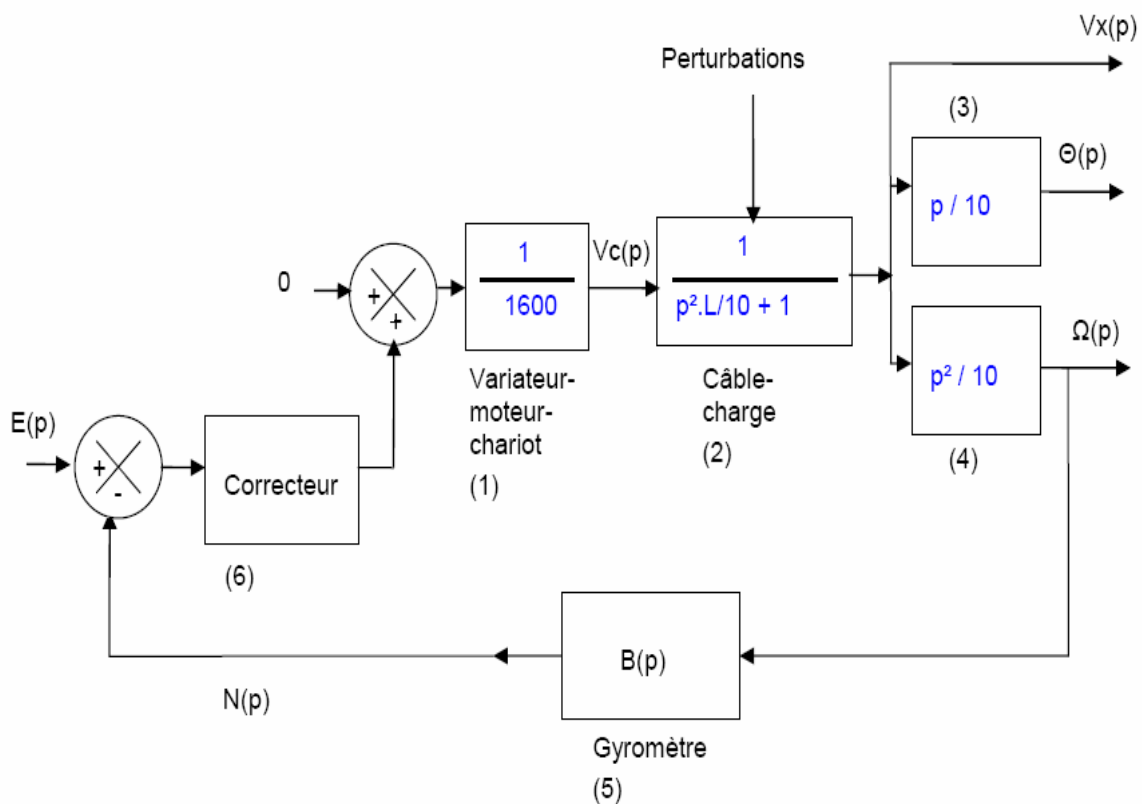 Vx(p)
Perturbations
(3)
Θ(p)
p / 10
0
+
+
1
1600
Vc(p)
1
p².L/10 + 1
Ω(p)
p² / 10
Variateur-
moteur-
chariot
(1)
Câble-
charge
(2)
(4)
E(p)
+
-
Correcteur
(6)
B(p)
N(p)
Gyromètre
(5)